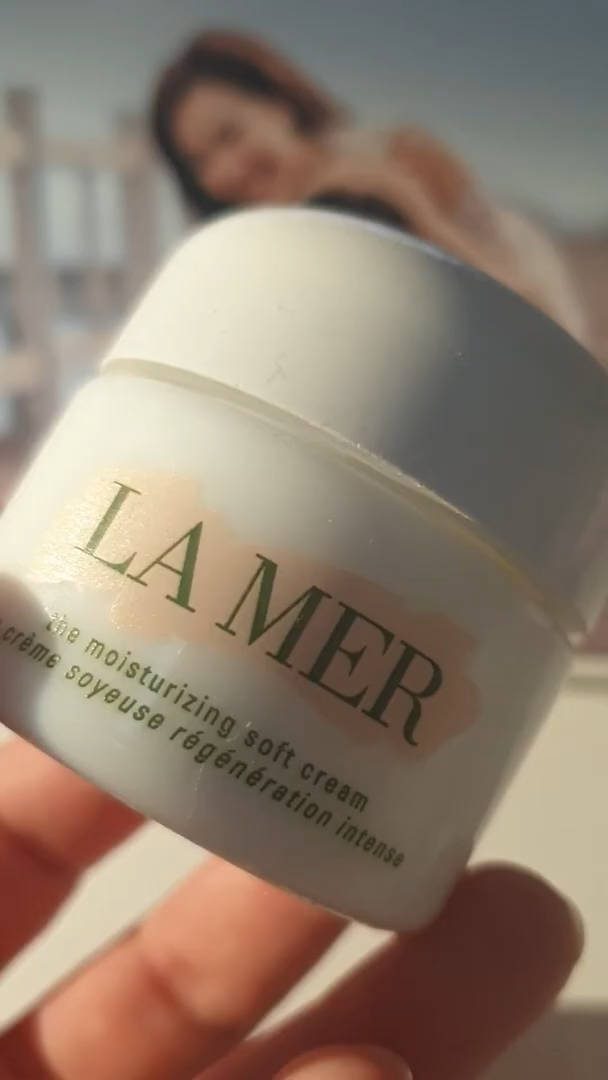 LA MER
the moisturizing soft cream
crème soyeuse régénération intense